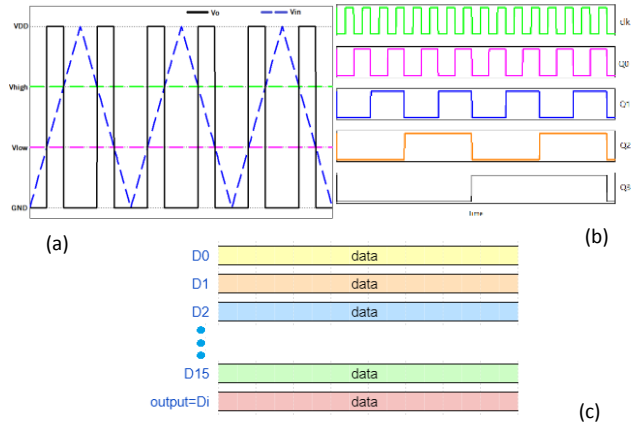 Vo
Vin
VDD
Vhigh
Vlow
GND
(a)
clk
Q0
Q1
Q2
Q3
time
(b)
D0 data
D1 data
D2 data
D15 data
output=Di data
(c)